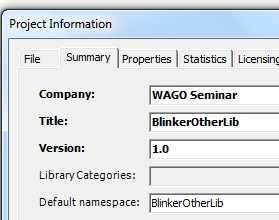 Project Information
File Summary Properties Statistics Licensing
Company: WAGO Seminar
Title: BlinkerOtherLib
Version: 1.0
Library Categories:
Default namespace: BlinkerOtherLib